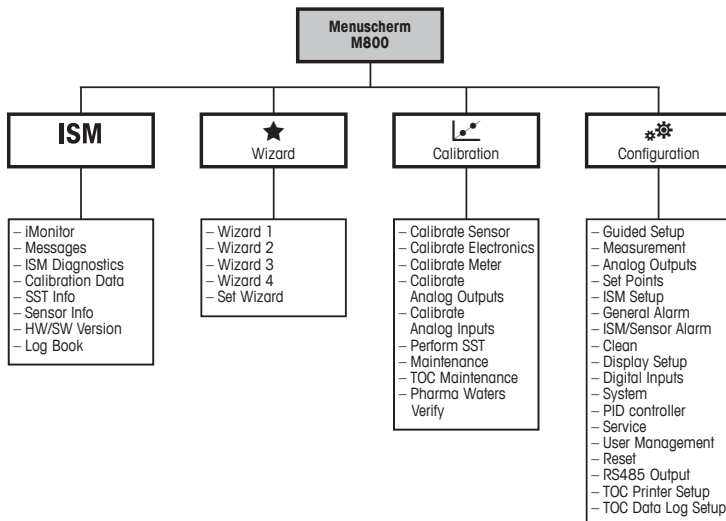 Menuscherm
M800
ISM
Wizard
Calibration
Configuration
– iMonitor
– Messages
– ISM Diagnostics
– Calibration Data
– SST Info
– Sensor Info
– HW/SW Version
– Log Book
– Wizard 1
– Wizard 2
– Wizard 3
– Wizard 4
– Set Wizard
– Calibrate Sensor
– Calibrate Electronics
– Calibrate Meter
– Calibrate
Analog Outputs
– Calibrate
Analog Inputs
– Perform SST
– Maintenance
– TOC Maintenance
– Pharma Waters
Verify
– Guided Setup
– Measurement
– Analog Outputs
– Set Points
– ISM Setup
– General Alarm
– ISM/Sensor Alarm
– Clean
– Display Setup
– Digital Inputs
– System
– PID controller
– Service
– User Management
– Reset
– RS485 Output
– TOC Printer Setup
– TOC Data Log Setup